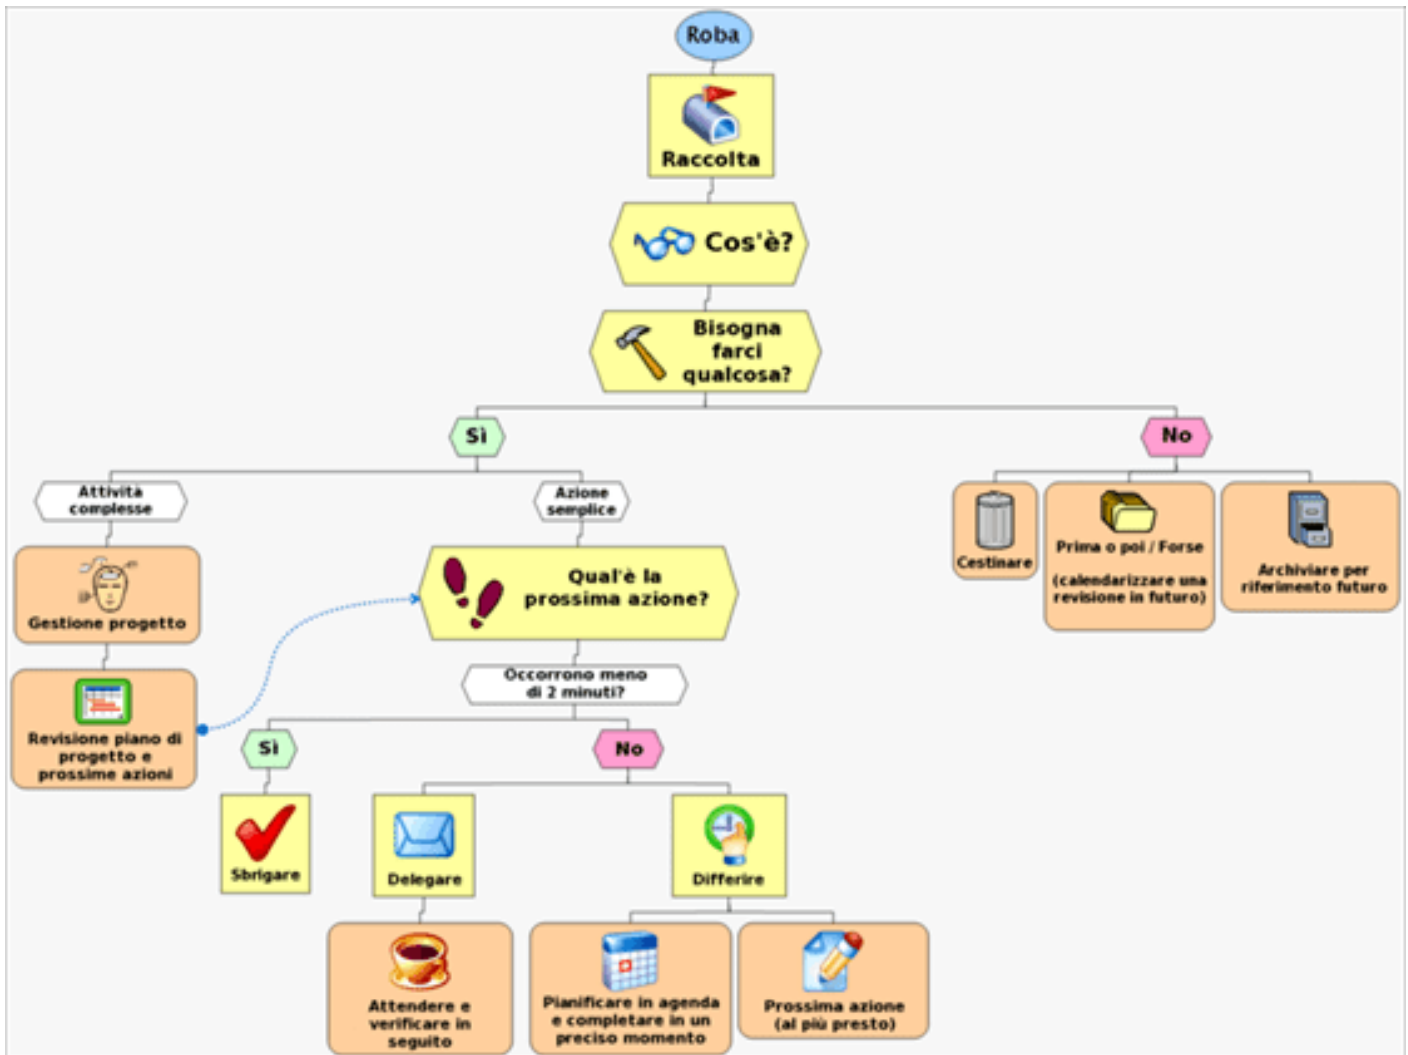 Roba
Raccolta
Cos'è?
Bisogna
farci
qualcosa?
Sì
No
Attività
complesse
Azione
semplice
Gestione progetto
Revisione piano di
progetto e
prossime azioni
Qual'è la
prossima azione?
Occorrono meno
di 2 minuti?
Sì
No
Sbrigare
Delegare
Differire
Attendere e
verificare in
seguito
Pianificare in agenda
e completare in un
preciso momento
Prossima azione
(al più presto)
Cestinare
Prima o poi / Forse
(calendarizzare una
revisione in futuro)
Archiviare per
riferimento futuro